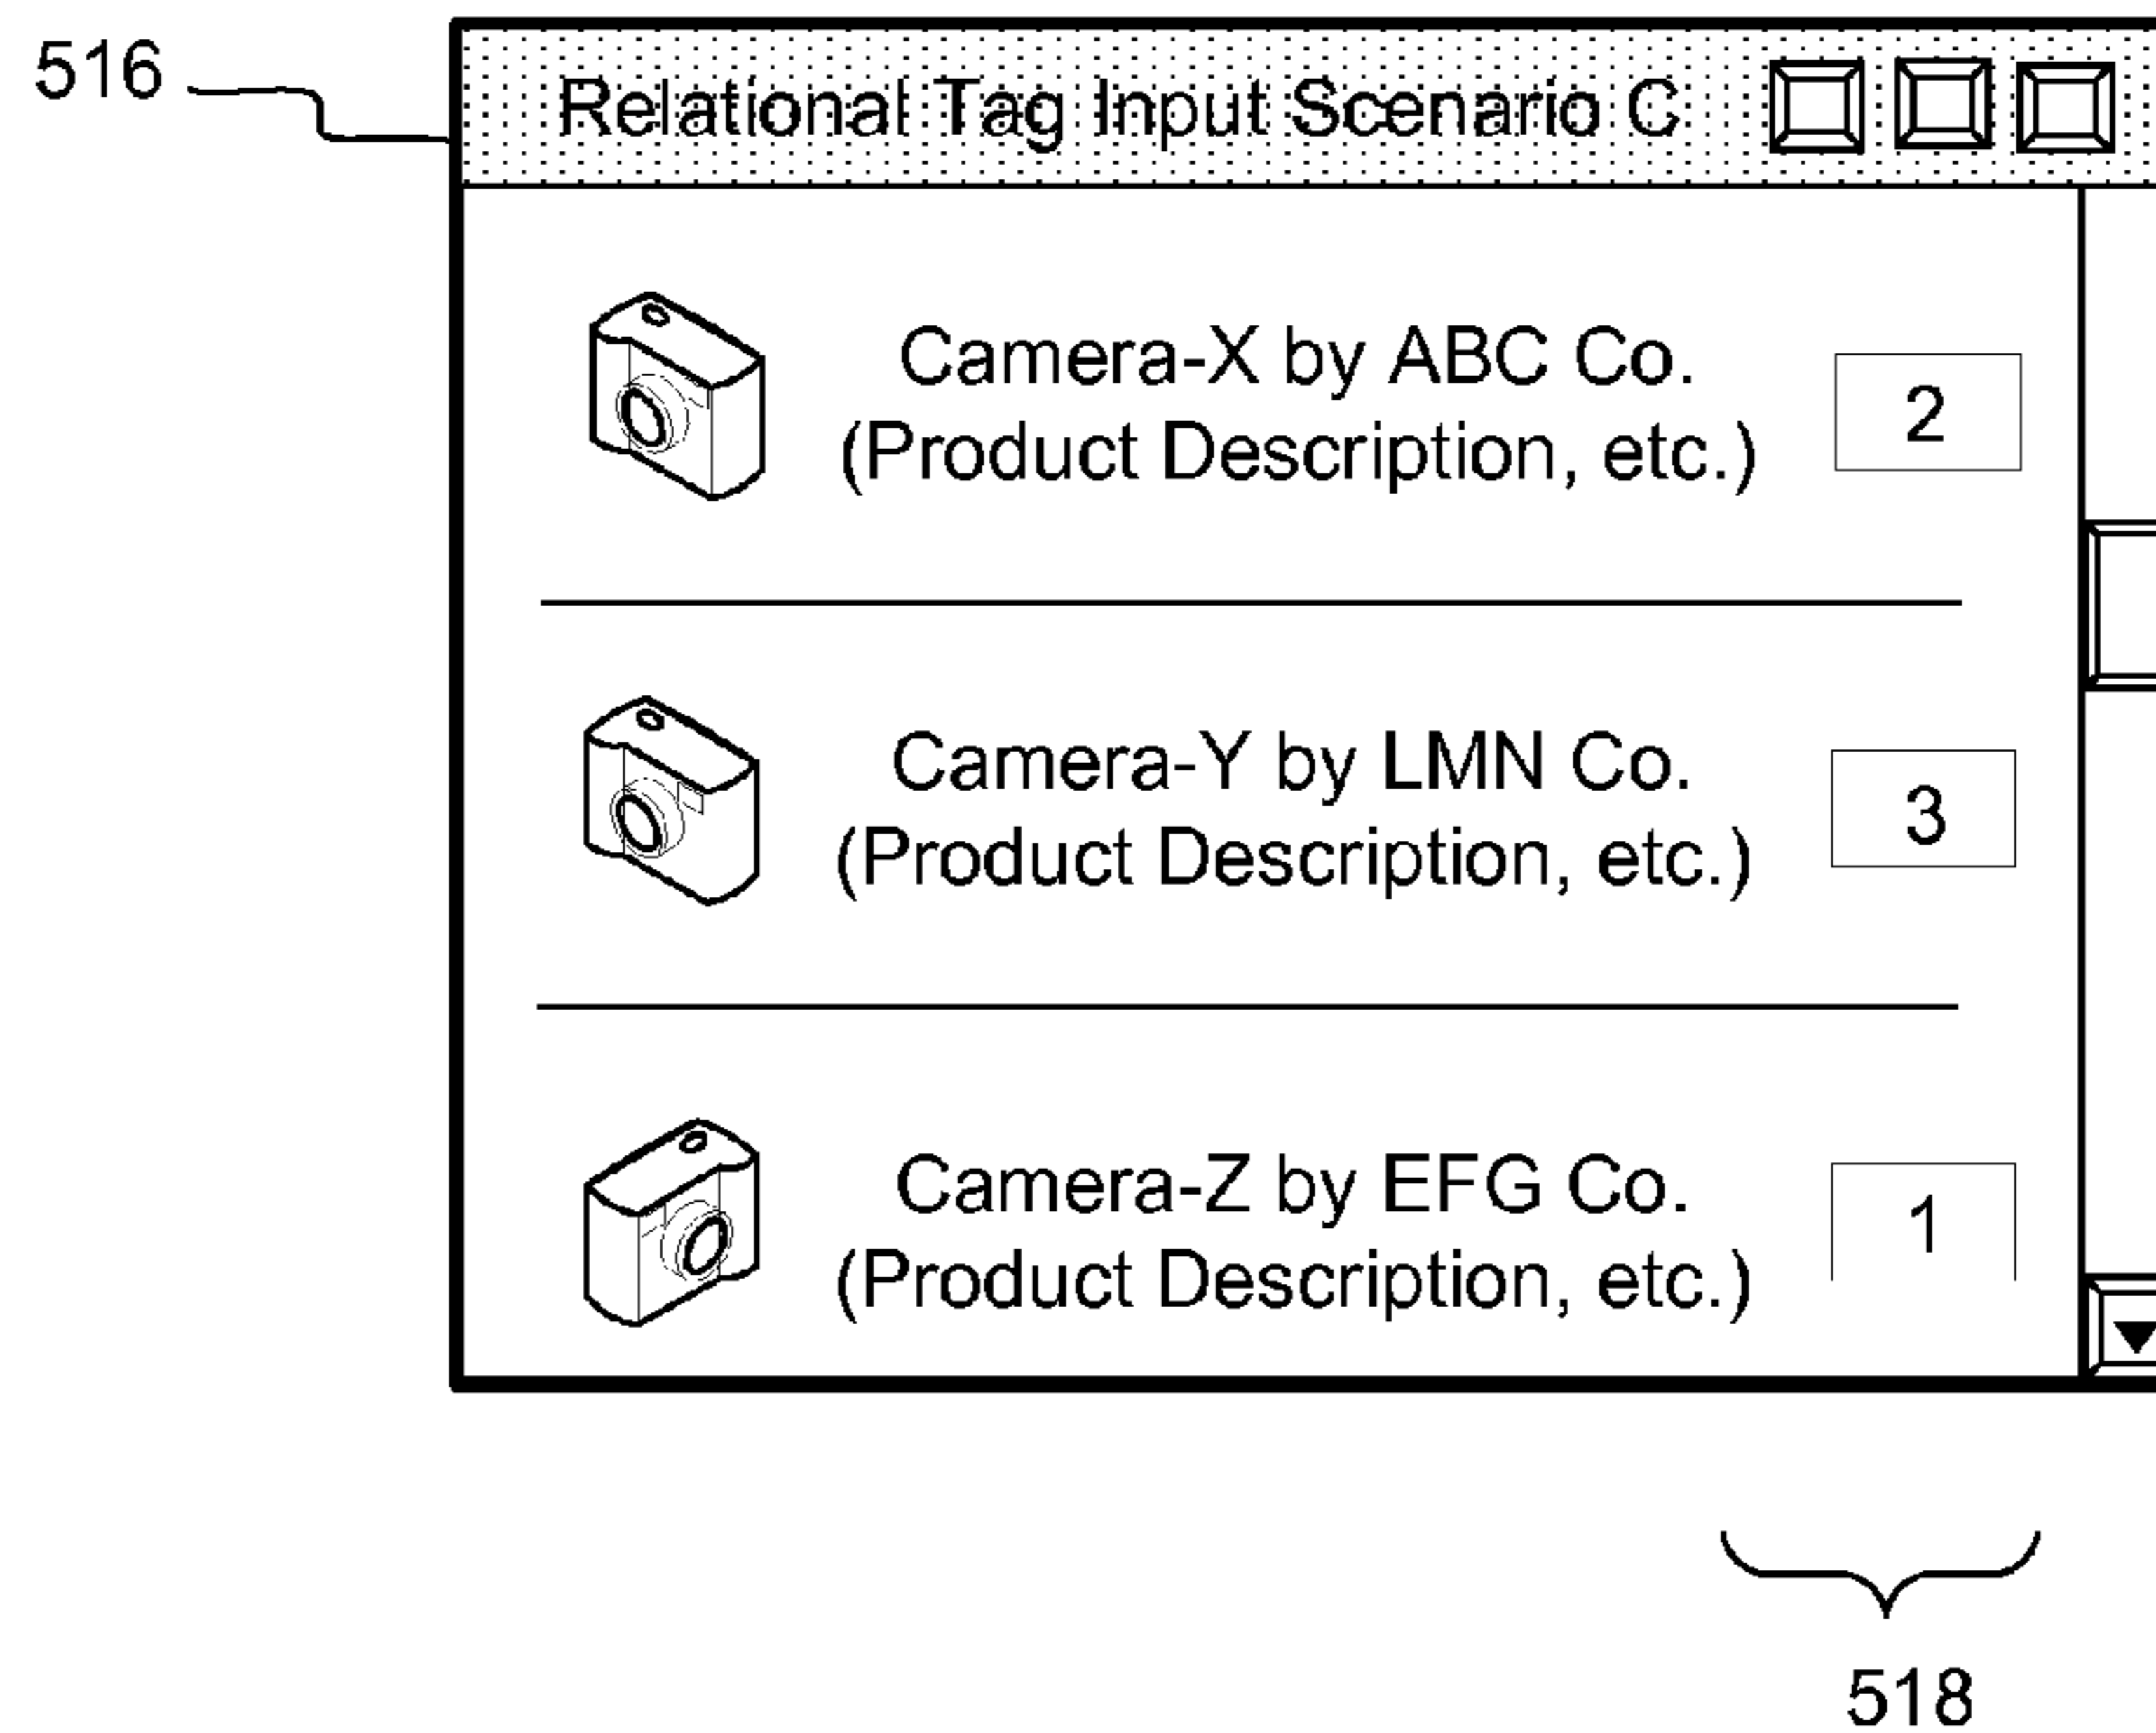 516
Relational Tag Input Scenario C
Camera-X by ABC Co.
(Product Description, etc.)
2
Camera-Y by LMN Co.
(Product Description, etc.)
3
Camera-Z by EFG Co.
(Product Description, etc.)
1
518